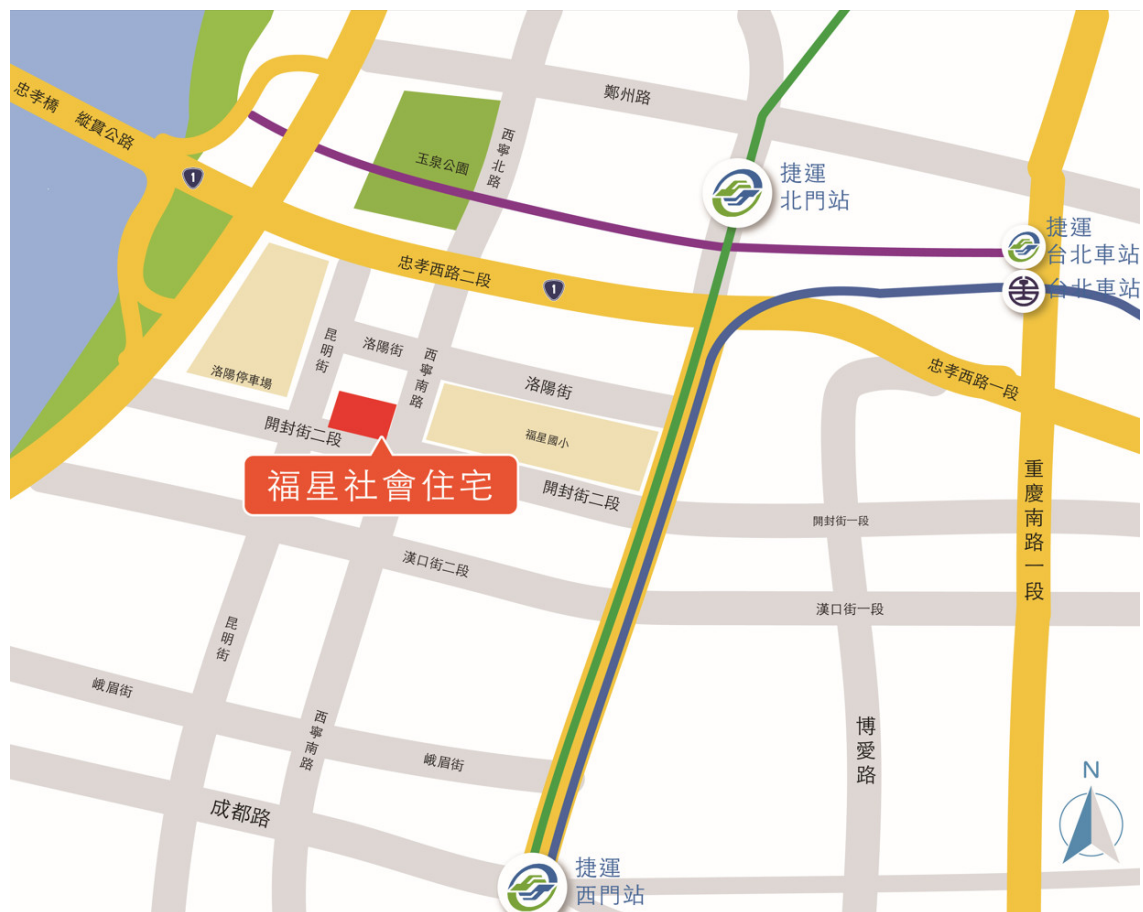 忠孝橋 縱貫公路
1
鄭州路
西寧北路
玉泉公園
捷運
北門站
捷運
台北車站
台北車站
忠孝西路二段
1
昆明街
洛陽街
西寧南路
洛陽街
忠孝西路一段
洛陽停車場
開封街二段
福星國小
福星社會住宅
開封街二段
開封街一段
重慶南路一段
漢口街二段
漢口街一段
昆明街
峨眉街
西寧南路
峨眉街
博愛路
成都路
N
捷運
西門站